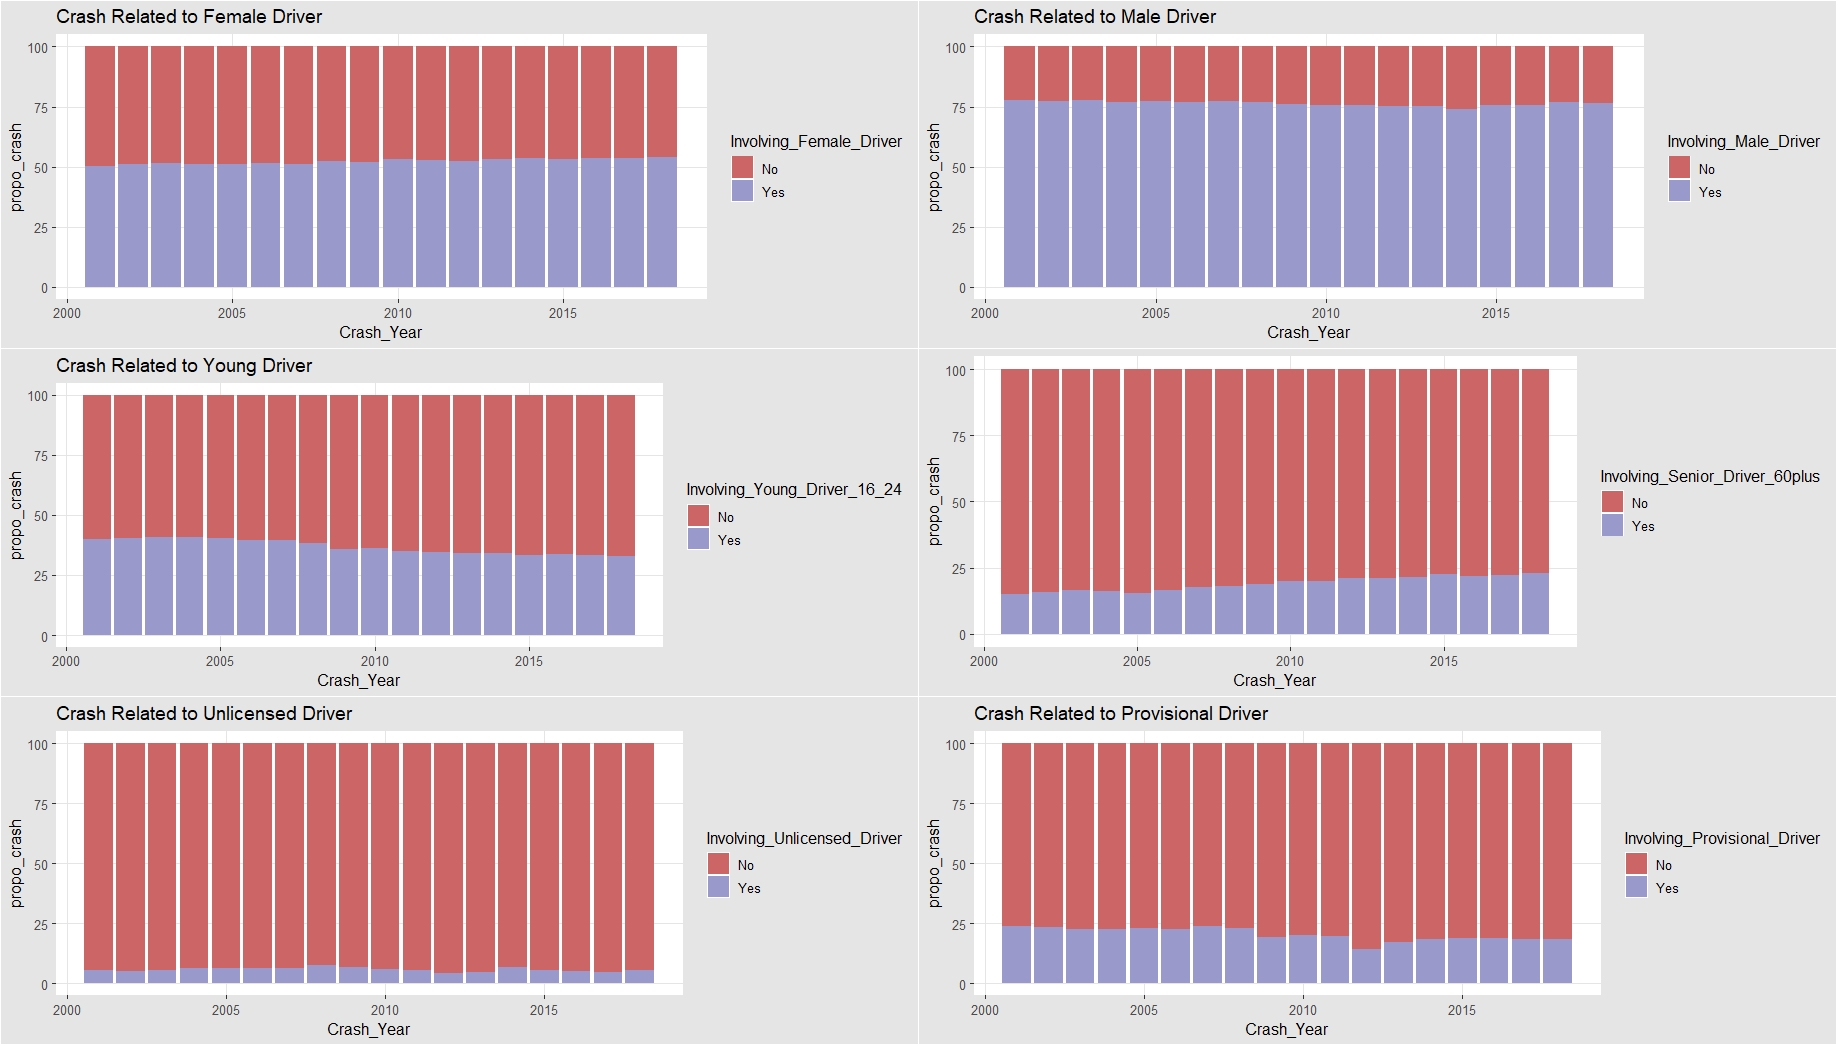 Crash Related to Female Driver
100
75
50
25
0
propo_crash
2000
2005
2010
2015
Crash_Year
Involving_Female_Driver
No
Yes
Crash Related to Male Driver
100
75
50
25
0
propo_crash
2000
2005
2010
2015
Crash_Year
Involving_Male_Driver
No
Yes
Crash Related to Young Driver
100
75
50
25
0
propo_crash
2000
2005
2010
2015
Crash_Year
Involving_Young_Driver_16_24
No
Yes
100
75
50
25
0
propo_crash
2000
2005
2010
2015
Crash_Year
Involving_Senior_Driver_60plus
No
Yes
Crash Related to Unlicensed Driver
100
75
50
25
0
propo_crash
2000
2005
2010
2015
Crash_Year
Involving_Unlicensed_Driver
No
Yes
Crash Related to Provisional Driver
100
75
50
25
0
propo_crash
2000
2005
2010
2015
Crash_Year
Involving_Provisional_Driver
No
Yes